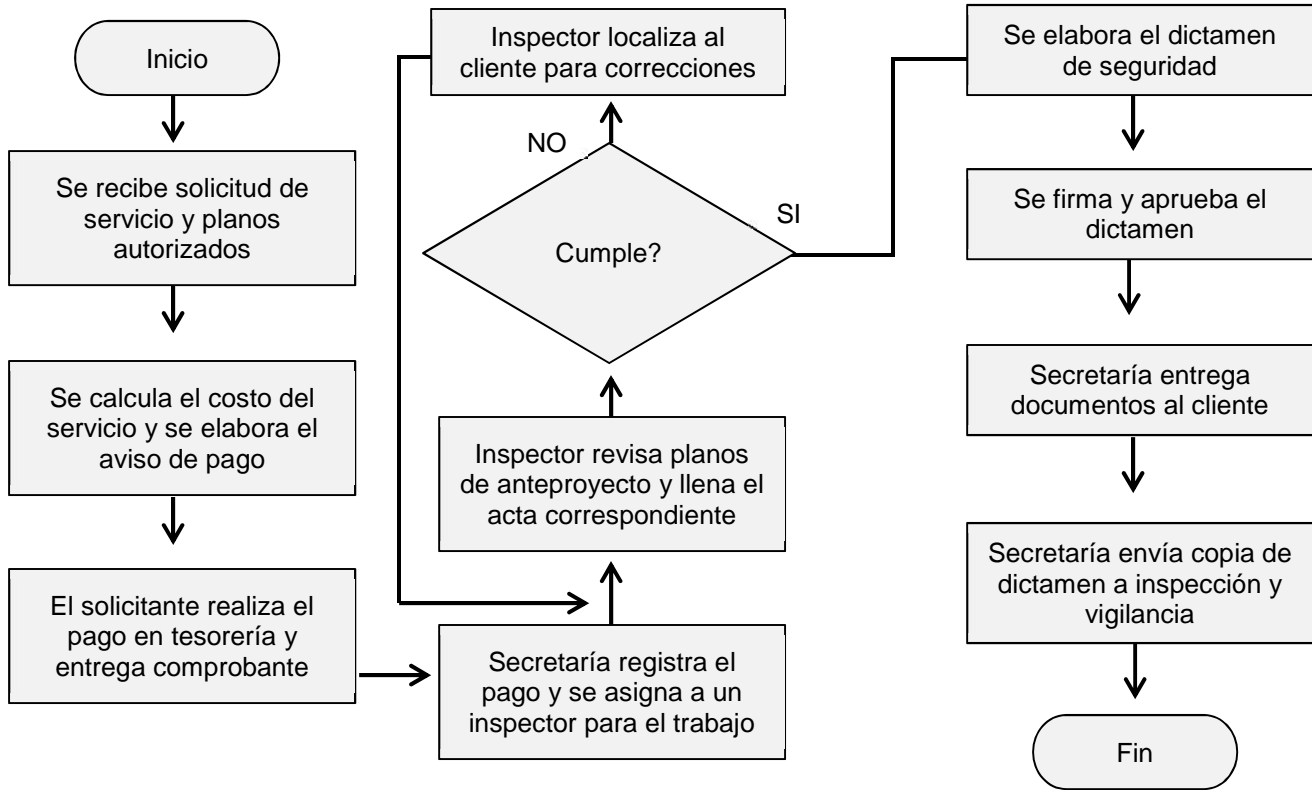 Inicio
Se recibe solicitud de
servicio y planos
autorizados
Se calcula el costo del
servicio y se elabora el
aviso de pago
El solicitante realiza el
pago en tesorería y
entrega comprobante
Secretaría registra el
pago y se asigna a un
inspector para el trabajo
Inspector revisa planos
de anteproyecto y llena el
acta correspondiente
Cumple?
NO
Inspector localiza al
cliente para correcciones
SI
Se elabora el dictamen
de seguridad
Se firma y aprueba el
dictamen
Secretaría entrega
documentos al cliente
Secretaría envía copia de
dictamen a inspección y
vigilancia
Fin